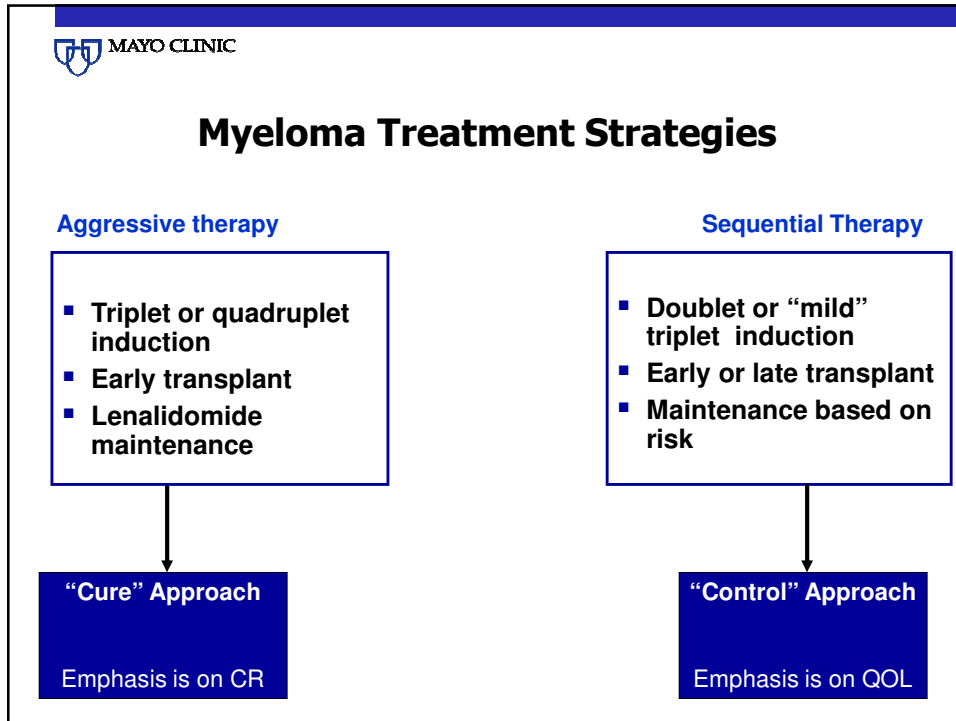 MAYO CLINIC
Myeloma Treatment Strategies
Aggressive therapy
▪ Triplet or quadruplet
induction
▪ Early transplant
▪ Lenalidomide
maintenance
“Cure” Approach
Emphasis is on CR
Sequential Therapy
▪ Doublet or “mild”
triplet induction
▪ Early or late transplant
▪ Maintenance based on
risk
“Control” Approach
Emphasis is on QOL